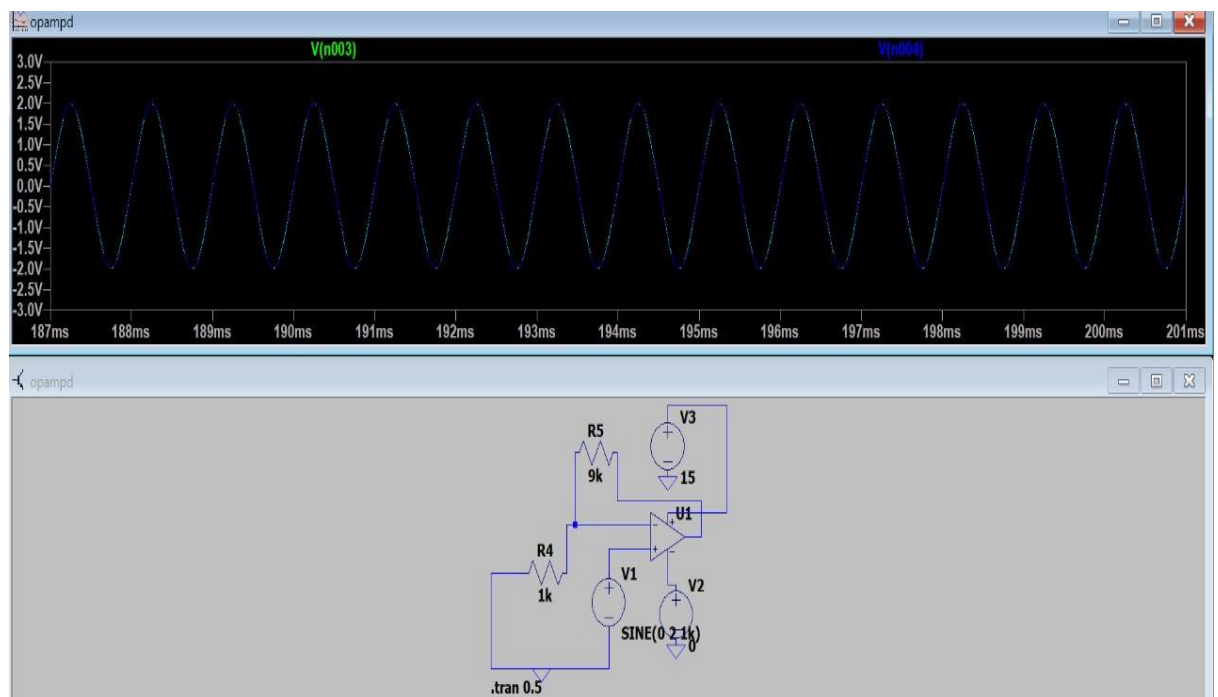 opampd
V(n003) V(n004)
3.0V
2.5V
2.0V
1.5V
1.0V
0.5V
0.0V
-0.5V
-1.0V
-1.5V
-2.0V
-2.5V
-3.0V
187ms 188ms 189ms 190ms 191ms 192ms 193ms 194ms 195ms 196ms 197ms 198ms 199ms 200ms 201ms
opampd
V3
R5
9k
15
U1
R4
1k
V1
V2
SINE(0 2 1k)
0
.tran 0.5